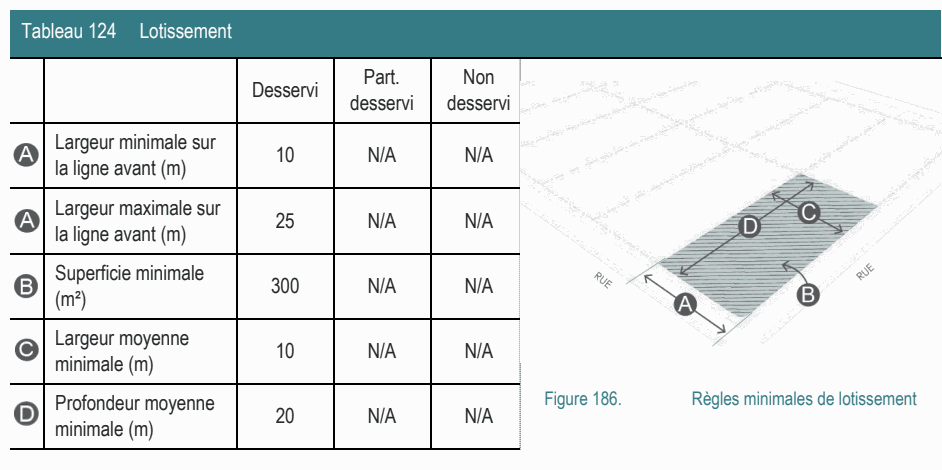 Tableau 124 Lotissement
Desservi
Part. desservi
Non desservi
A Largeur minimale sur la ligne avant (m) 10 N/A N/A
A Largeur maximale sur la ligne avant (m) 25 N/A N/A
B Superficie minimale (m²) 300 N/A N/A
C Largeur moyenne minimale (m) 10 N/A N/A
D Profondeur moyenne minimale (m) 20 N/A N/A
C
D
RUE
RUE
A
B
Figure 186. Règles minimales de lotissement